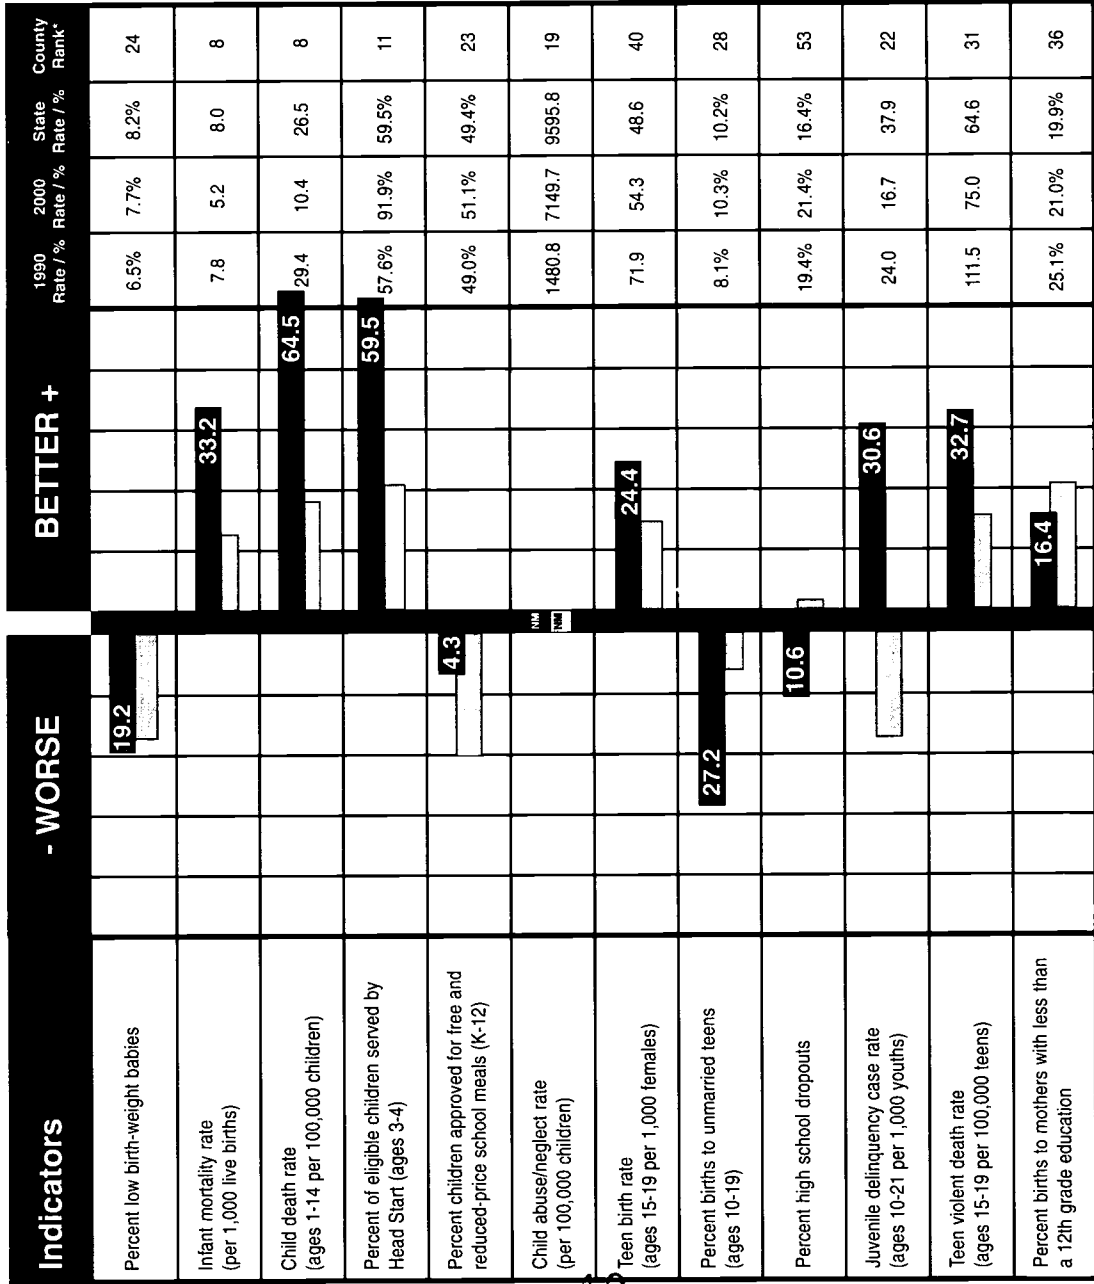 Indicators - WORSE BETTER + 1990 Rate / % 2000 Rate / % State Rate / % County Rank*
Percent low birth-weight babies 19.2 6.5% 7.7% 8.2% 24
Infant mortality rate
(per 1,000 live births) 33.2 7.8 5.2 8.0 8
Child death rate
(ages 1-14 per 100,000 children) 64.5 29.4 10.4 26.5 8
Percent of eligible children served by
Head Start (ages 3-4) 59.5 57.6% 91.9% 59.5% 11
Percent children approved for free and
reduced-price school meals (K-12) 4.3 49.0% 51.1% 49.4% 23
Child abuse/neglect rate
(per 100,000 children) NM NM 1480.8 7149.7 9595.8 19
Teen birth rate
(ages 15-19 per 1,000 females) 24.4 71.9 54.3 48.6 40
Percent births to unmarried teens
(ages 10-19) 27.2 8.1% 10.3% 10.2% 28
Percent high school dropouts 10.6 19.4% 21.4% 16.4% 53
Juvenile delinquency case rate
(ages 10-21 per 1,000 youths) 30.6 24.0 16.7 37.9 22
Teen violent death rate
(ages 15-19 per 100,000 teens) 32.7 111.5 75.0 64.6 31
Percent births to mothers with less than
a 12th grade education 16.4 25.1% 21.0% 19.9% 36